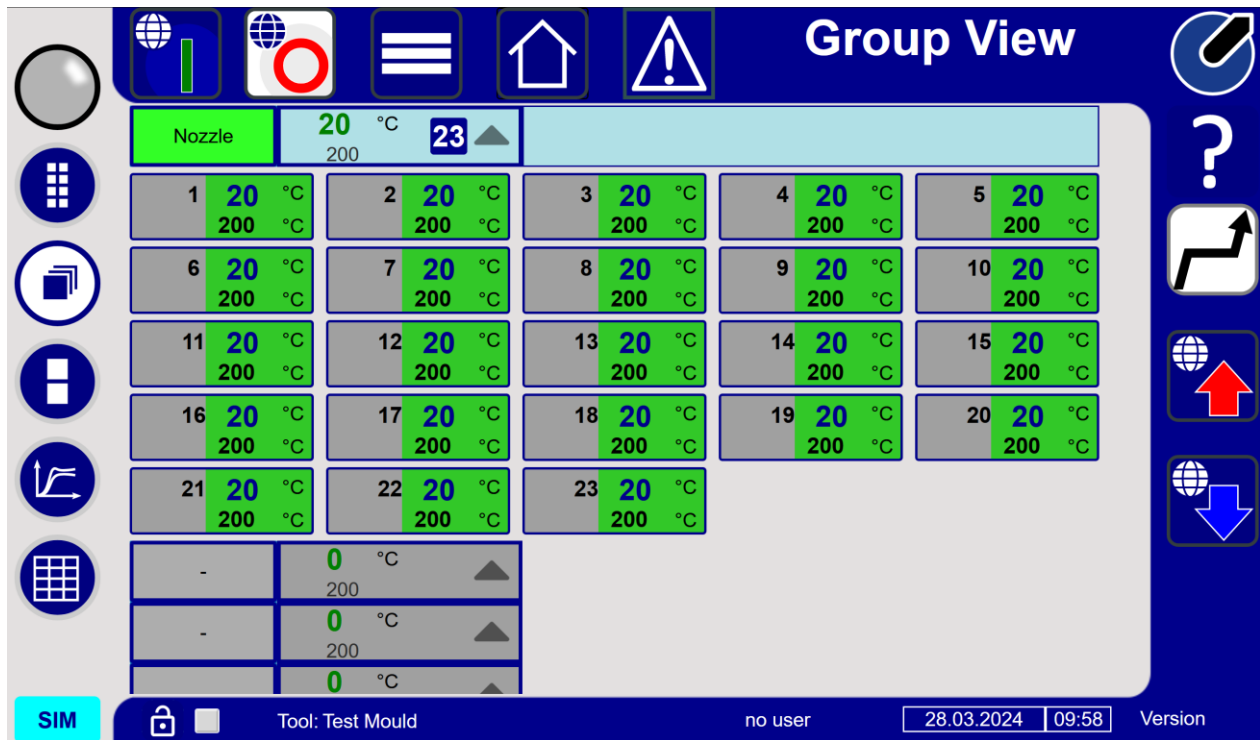 Group View
Nozzle 20 °C 23
200
1 20 °C 2 20 °C 3 20 °C 4 20 °C 5 20 °C
200 °C 200 °C 200 °C 200 °C 200 °C
6 20 °C 7 20 °C 8 20 °C 9 20 °C 10 20 °C
200 °C 200 °C 200 °C 200 °C 200 °C
11 20 °C 12 20 °C 13 20 °C 14 20 °C 15 20 °C
200 °C 200 °C 200 °C 200 °C 200 °C
16 20 °C 17 20 °C 18 20 °C 19 20 °C 20 20 °C
200 °C 200 °C 200 °C 200 °C 200 °C
21 20 °C 22 20 °C 23 20 °C
200 °C 200 °C 200 °C
- 0 °C
200
- 0 °C
200
0 °C
SIM Tool: Test Mould no user 28.03.2024 09:58 Version